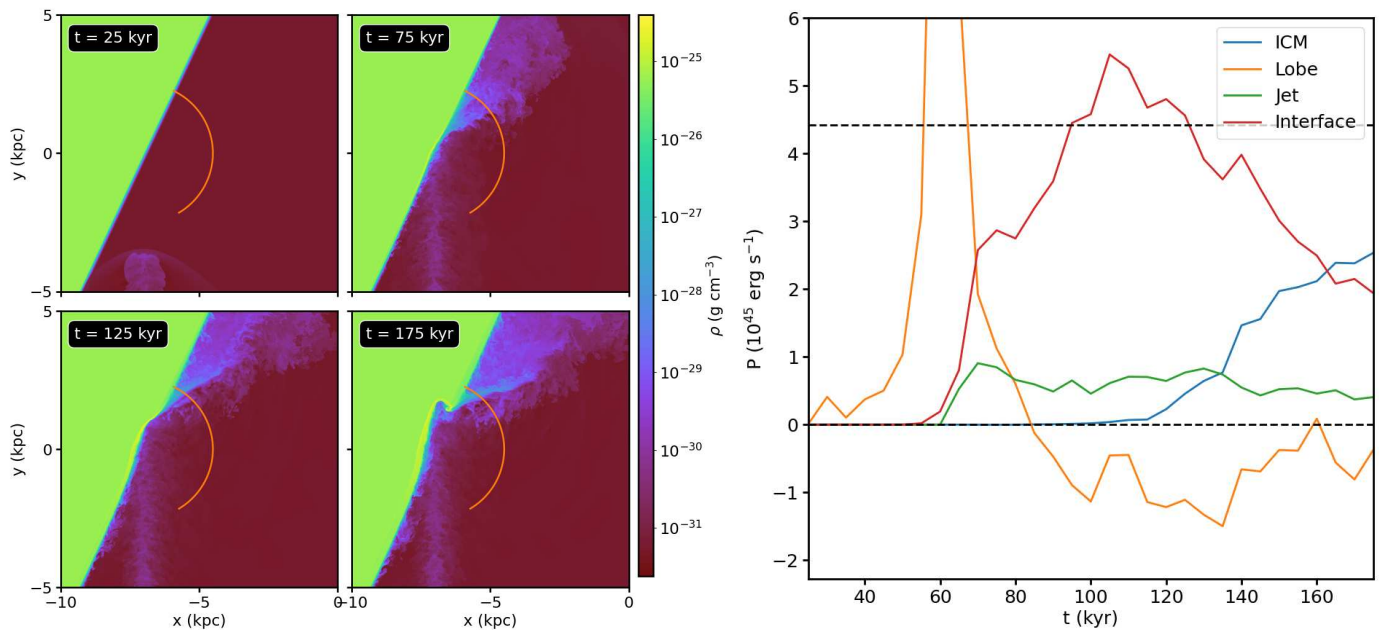 t = 25 kyr
t = 75 kyr
t = 125 kyr
t = 175 kyr
5
0
−5
5
0
−5
−10
−5
0
−10
−5
0
y (kpc)
y (kpc)
x (kpc)
x (kpc)
10⁻²⁵
10⁻²⁶
10⁻²⁷
10⁻²⁸
10⁻²⁹
10⁻³⁰
10⁻³¹
ρ (g cm⁻³)
P (10⁴⁵ erg s⁻¹)
6
5
4
3
2
1
0
−1
−2
ICM
Lobe
Jet
Interface
40
60
80
100
120
140
160
t (kyr)